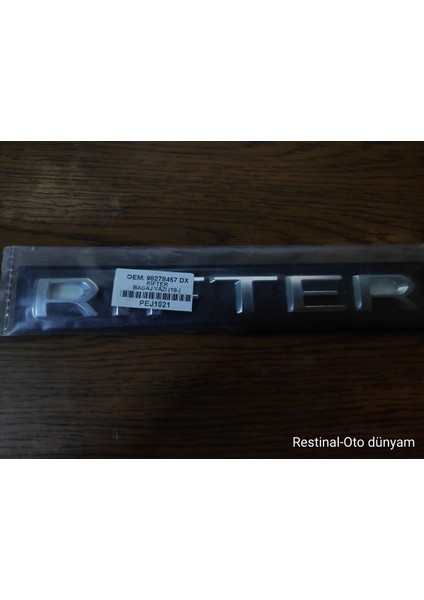 OEM: 98278457 DX
RIFTER
BAGAJ YAZI (19-)
PEJ1021
RIFTER
Restinal-Oto dünyam